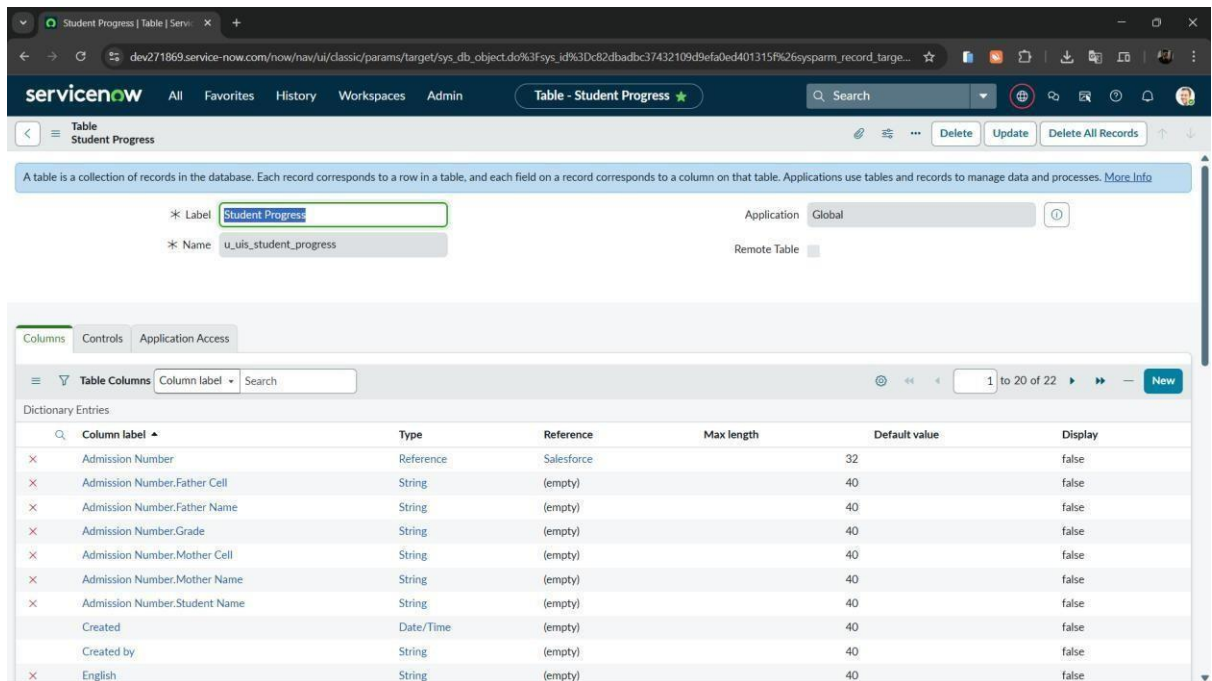 Student Progress | Table | Servic
dev271869.service-now.com/now/nav/ui/classic/params/target/sys_db_object.do%3Fsys_id%3Dc82dbadbc37432109d9efa0ed401315f%26sysparm_record_targe...
servicenow All Favorites History Workspaces Admin Table - Student Progress Search
Table
Student Progress
Delete Update Delete All Records
A table is a collection of records in the database. Each record corresponds to a row in a table, and each field on a record corresponds to a column on that table. Applications use tables and records to manage data and processes. More Info
Label Student Progress Application Global
Name u_uis_student_progress Remote Table
Columns Controls Application Access
Table Columns Column label Search 1 to 20 of 22 New
Dictionary Entries
Column label Type Reference Max length Default value Display
Admission Number Reference Salesforce 32 false
Admission Number.Father Cell String (empty) 40 false
Admission Number.Father Name String (empty) 40 false
Admission Number.Grade String (empty) 40 false
Admission Number.Mother Cell String (empty) 40 false
Admission Number.Mother Name String (empty) 40 false
Admission Number.Student Name String (empty) 40 false
Created Date/Time (empty) 40 false
Created by String (empty) 40 false
English String (empty) 40 false